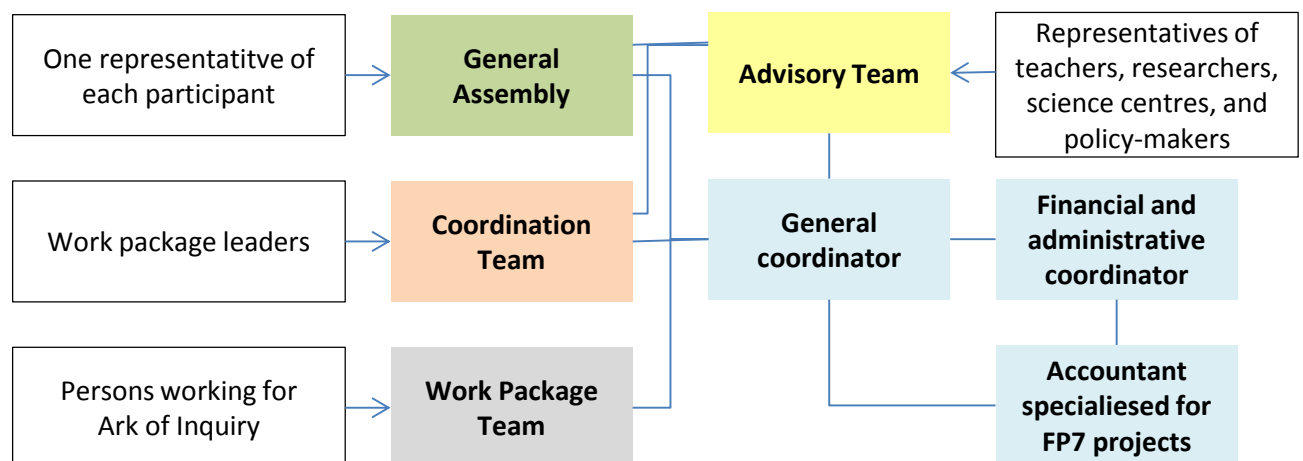 One representatitve of
each participant
General
Assembly
Advisory Team
Representatives of
teachers, researchers,
science centres, and
policy-makers
Work package leaders
Coordination
Team
General
coordinator
Financial and
administrative
coordinator
Persons working for
Ark of Inquiry
Work Package
Team
Accountant
specialiesed for
FP7 projects